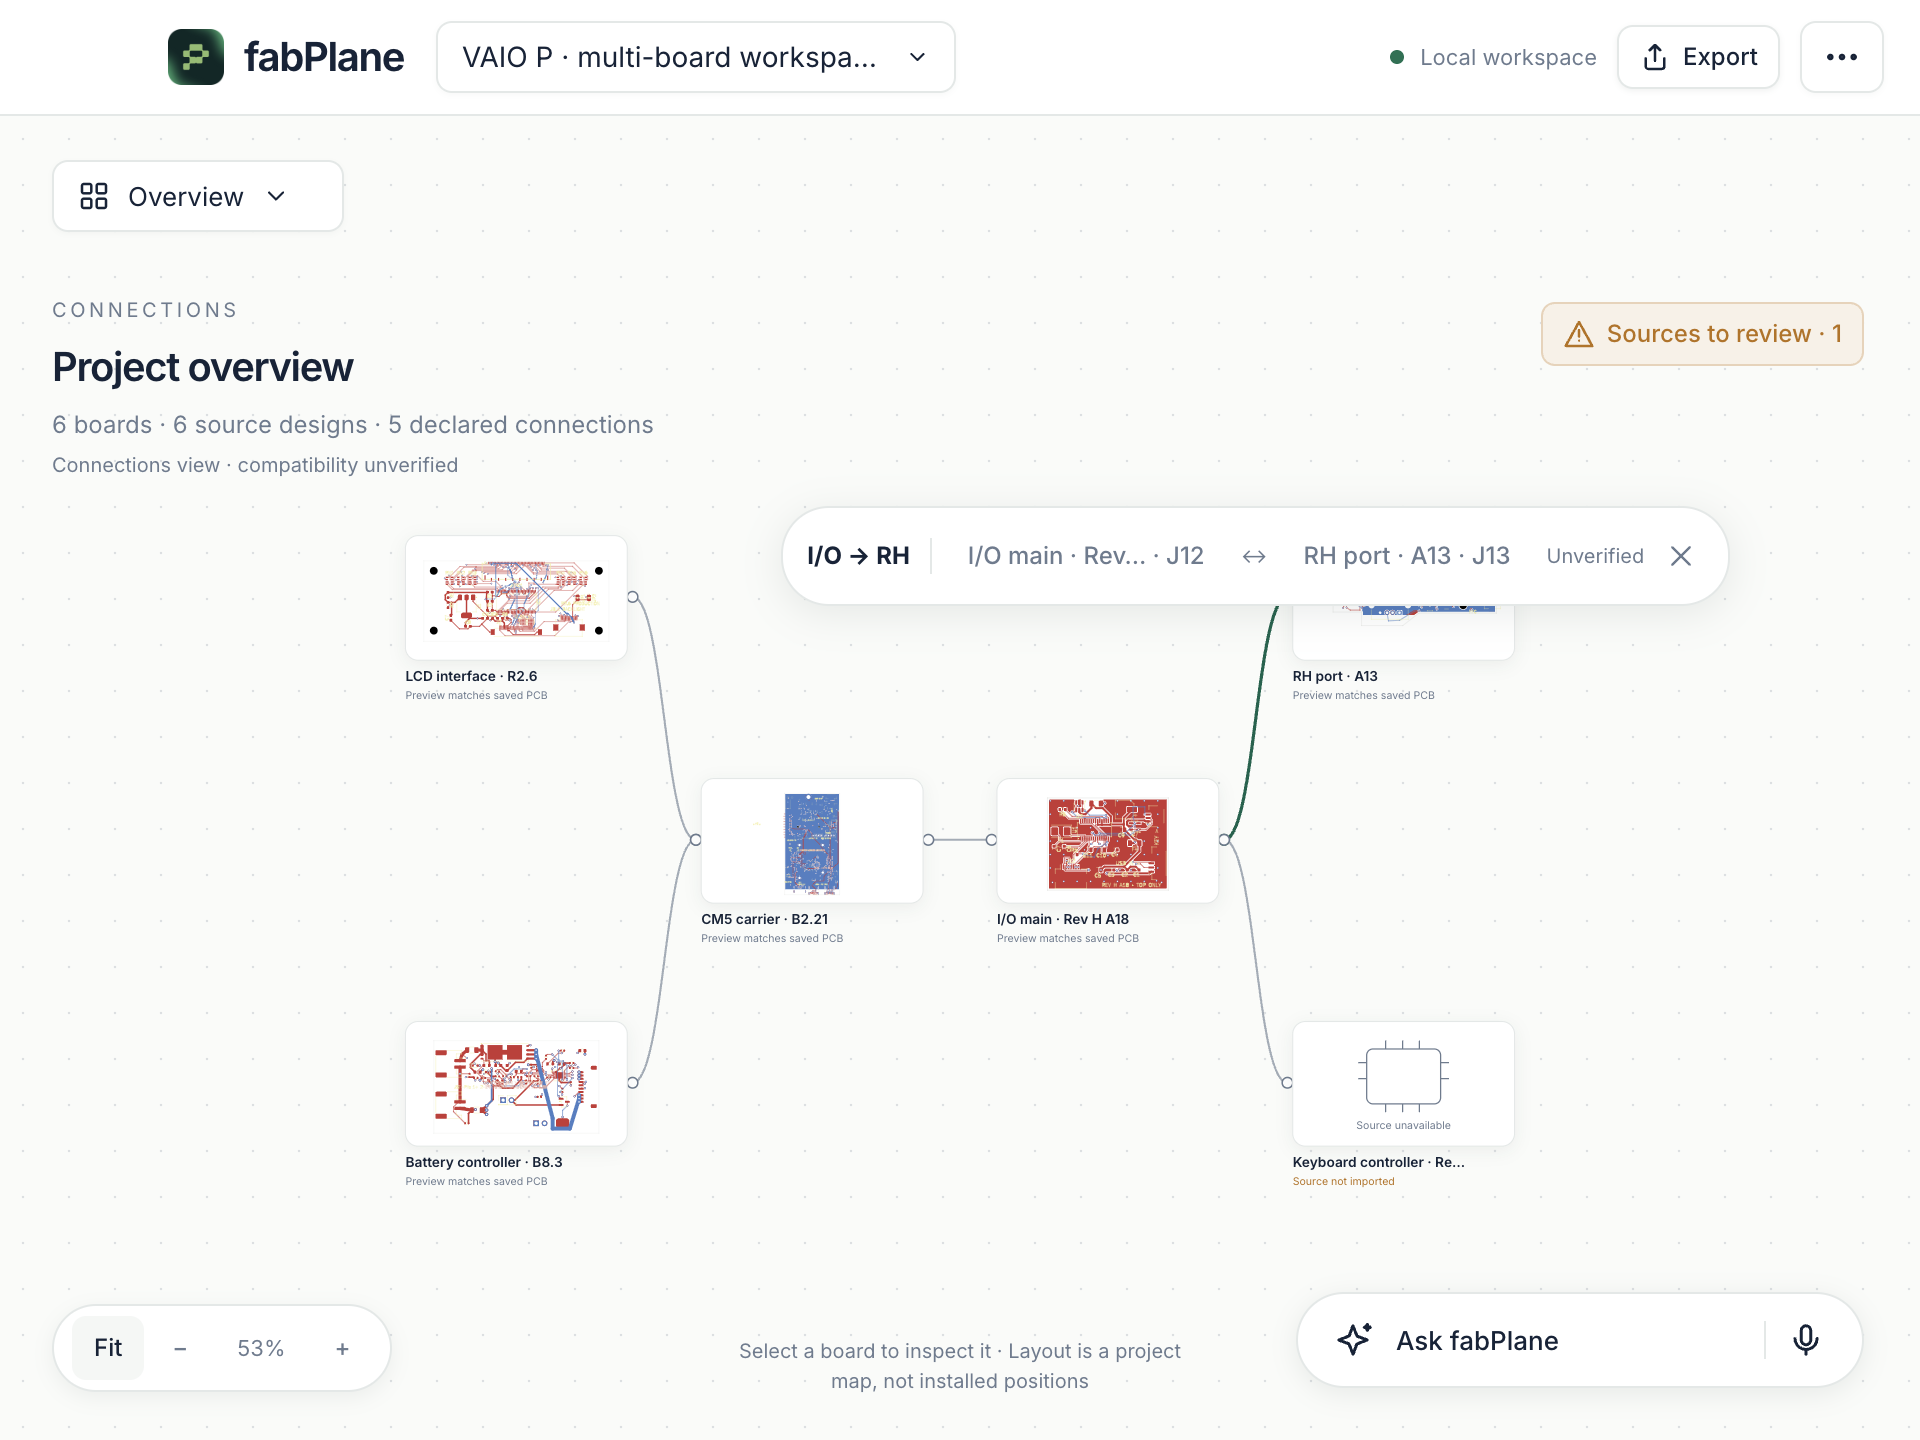 fabPlane
VAIO P · multi-board workspa...
Local workspace
Export
Overview
CONNECTIONS
Project overview
6 boards · 6 source designs · 5 declared connections
Connections view · compatibility unverified
Sources to review · 1
I/O → RH
I/O main · Rev... · J12 ↔ RH port · A13 · J13
Unverified
LCD interface · R2.6
Preview matches saved PCB
RH port · A13
Preview matches saved PCB
CM5 carrier · B2.21
Preview matches saved PCB
I/O main · Rev H A18
Preview matches saved PCB
Battery controller · B8.3
Preview matches saved PCB
Source unavailable
Keyboard controller · Re...
Source not imported
Fit
− 53% +
Select a board to inspect it · Layout is a project
map, not installed positions
Ask fabPlane